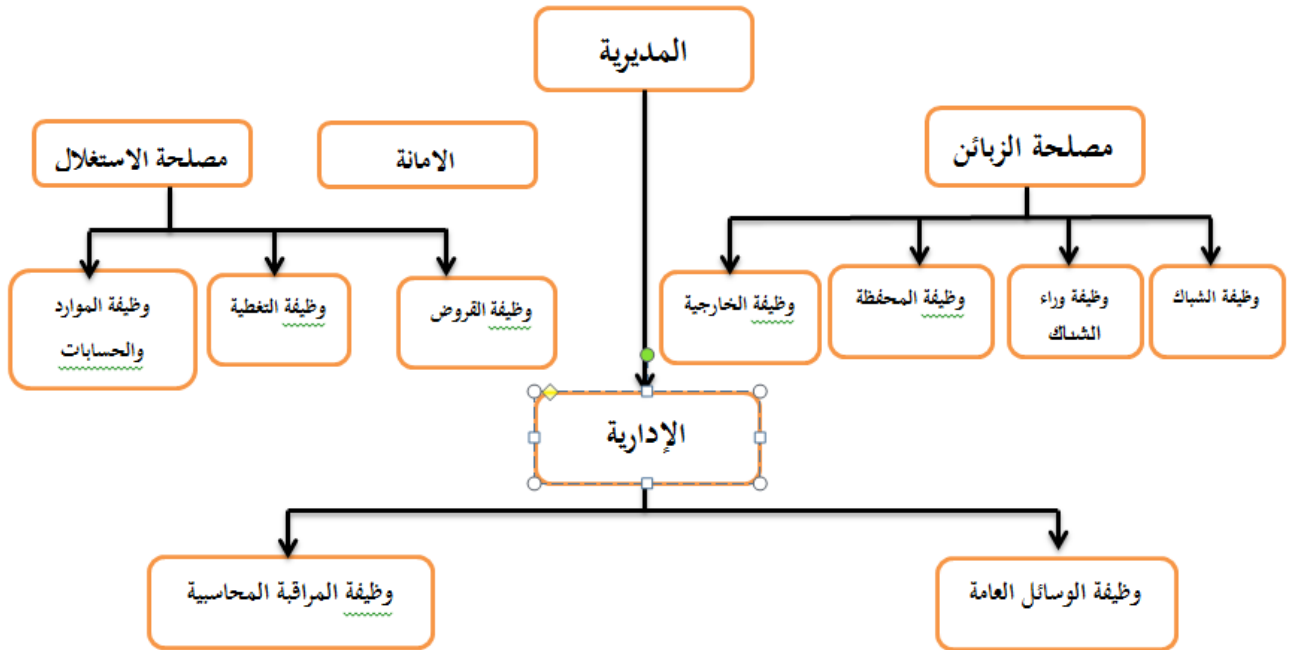 المديرية
مصلحة الزبائن
الامانة
مصلحة الاستغلال
وظيفة الشباك
وظيفة وراء
الشباك
وظيفة المحفظة
وظيفة الخارجية
وظيفة القروض
وظيفة التغطية
وظيفة الموارد
والحسابات
الإدارية
وظيفة الوسائل العامة
وظيفة المراقبة المحاسبية